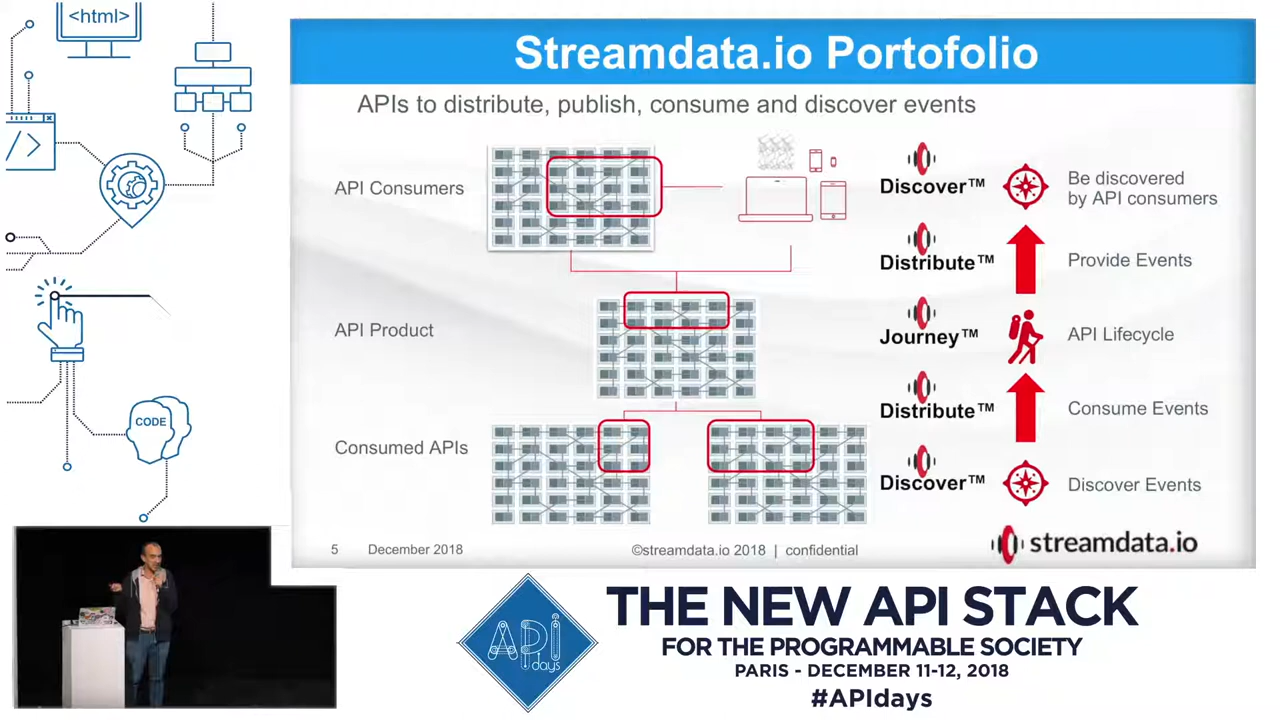 <html>
Streamdata.io Portofolio
APIs to distribute, publish, consume and discover events
API Consumers
Discover™
Be discovered
by API consumers
Distribute™
Provide Events
API Product
Journey™
API Lifecycle
Distribute™
Consume Events
Consumed APIs
Discover™
Discover Events
</>
CODE
5
December 2018
©streamdata.io 2018 | confidential
streamdata.io
API
days
THE NEW API STACK
FOR THE PROGRAMMABLE SOCIETY
PARIS - DECEMBER 11-12, 2018
#APIdays